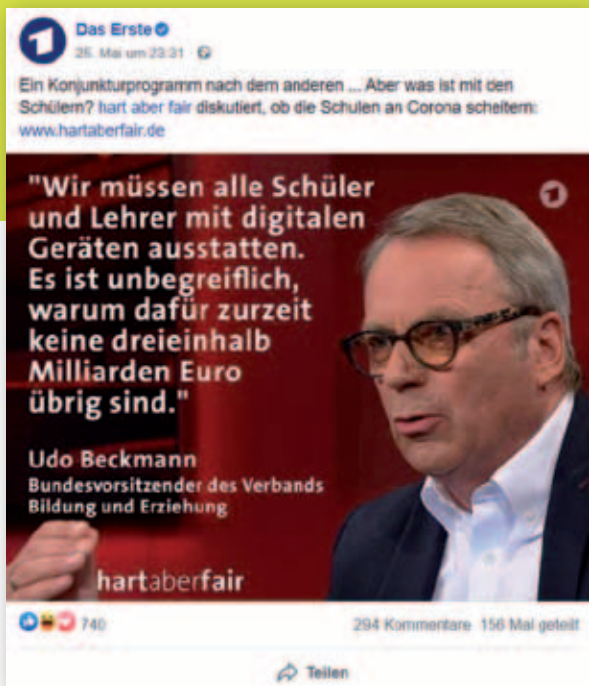 Das Erste
25. Mai um 23:31
Ein Konjunkturprogramm nach dem anderen ... Aber was ist mit den
Schülern? hart aber fair diskutiert, ob die Schulen an Corona scheitern:
www.hartaberfair.de
"Wir müssen alle Schüler
und Lehrer mit digitalen
Geräten ausstatten.
Es ist unbegreiflich,
warum dafür zurzeit
keine dreieinhalb
Milliarden Euro
übrig sind."
Udo Beckmann
Bundesvorsitzender des Verbands
Bildung und Erziehung
hartaberfair
740
294 Kommentare 156 Mal geteilt
Teilen